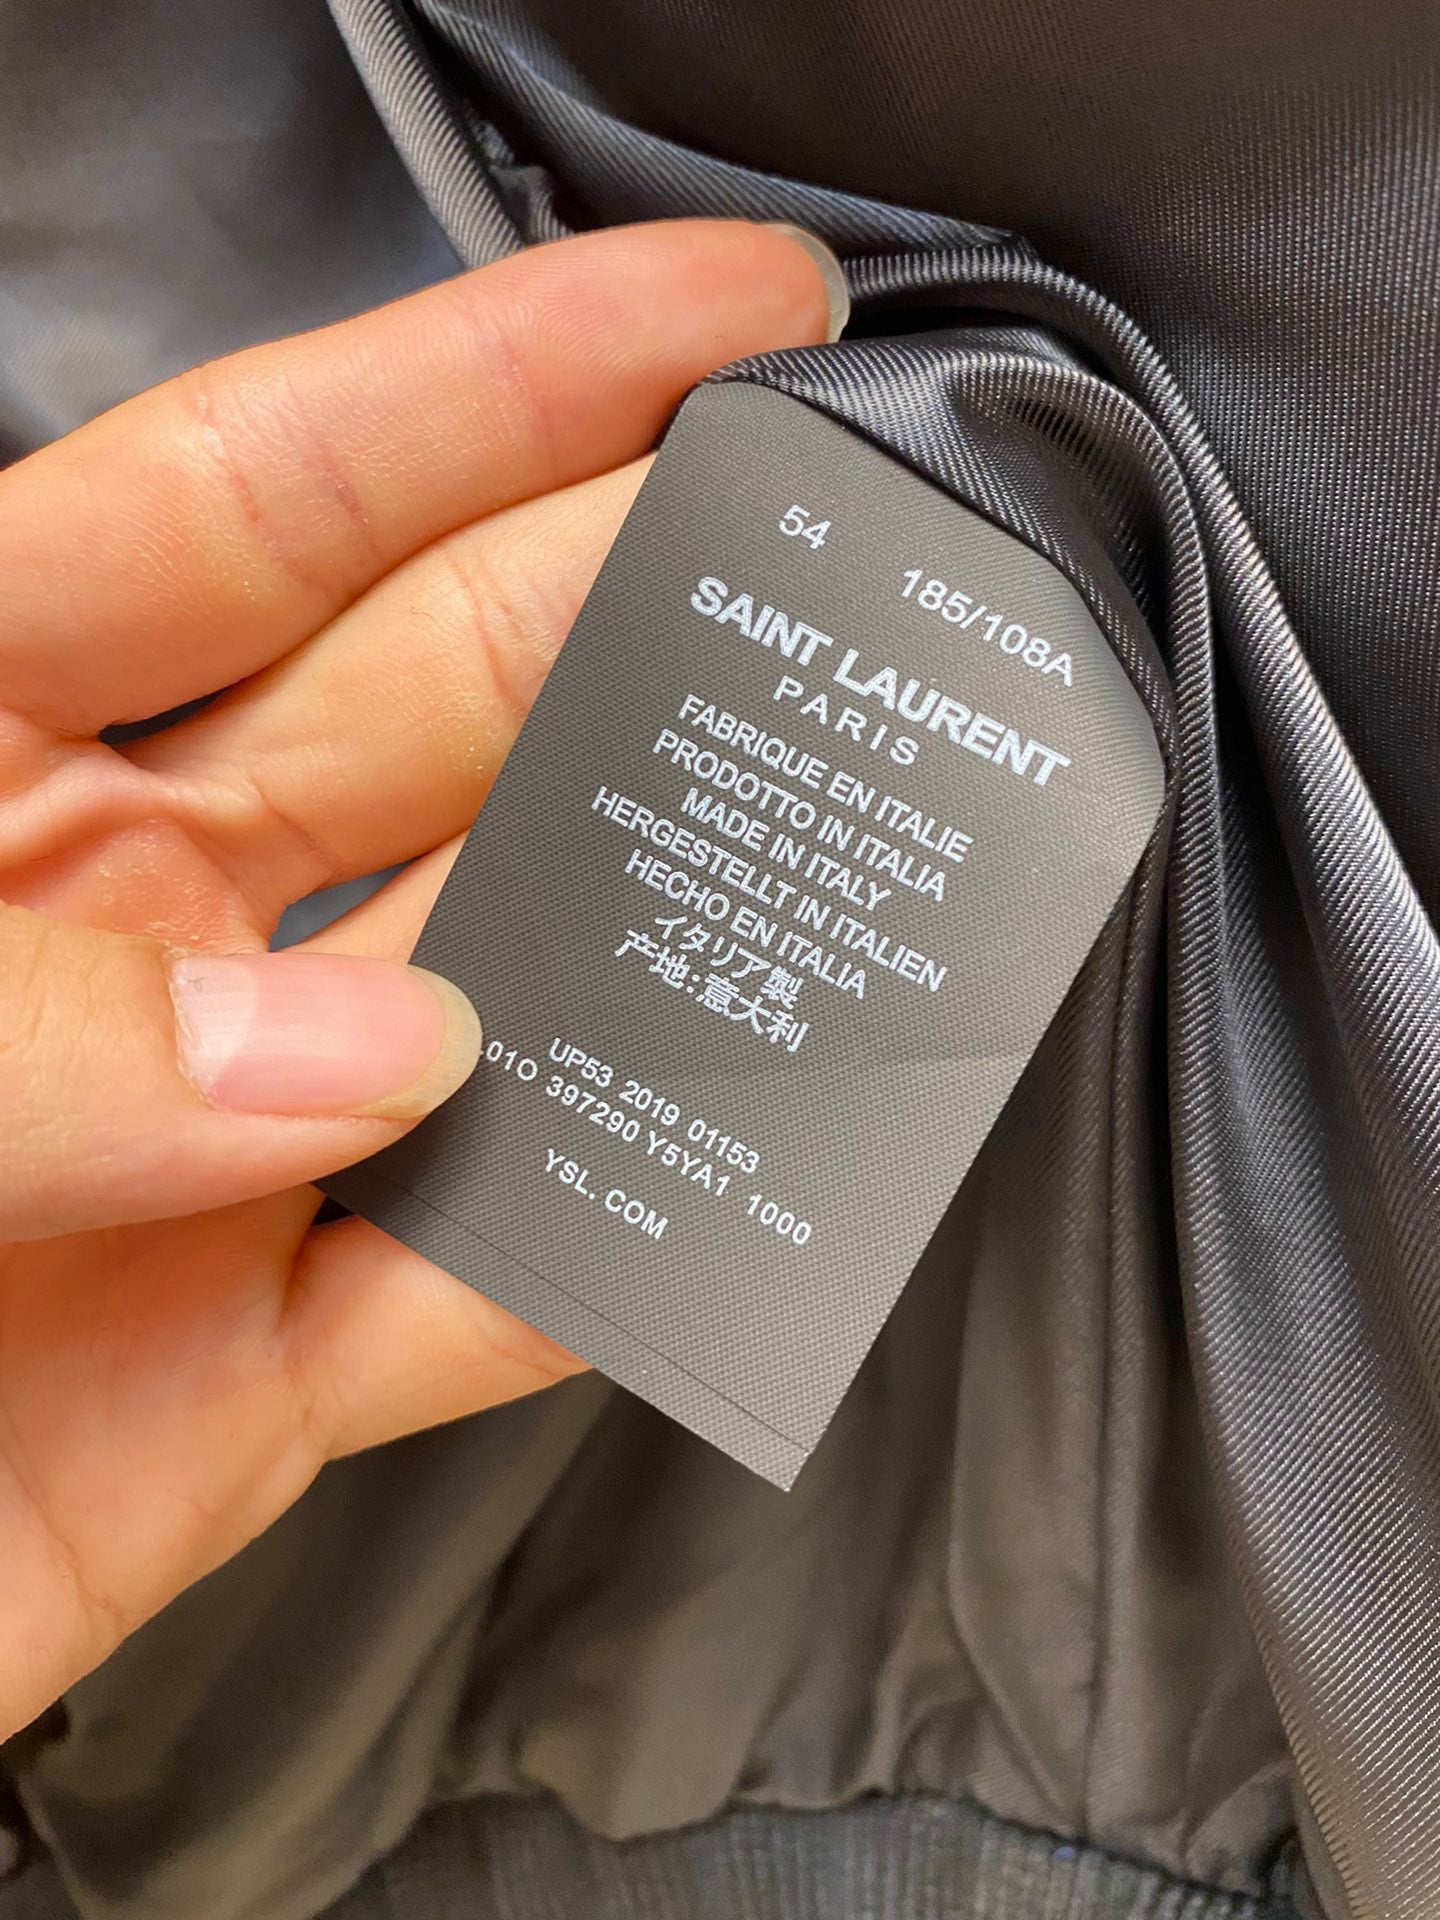 54 185/108A
SAINT LAURENT
PARIS
FABRIQUE EN ITALIE
PRODOTTO IN ITALIA
MADE IN ITALY
HERGESTELLT IN ITALIEN
HECHO EN ITALIA
イタリア製
产地:意大利
UP53 2019 01153
01O 397290 Y5YA1 1000
YSL.COM